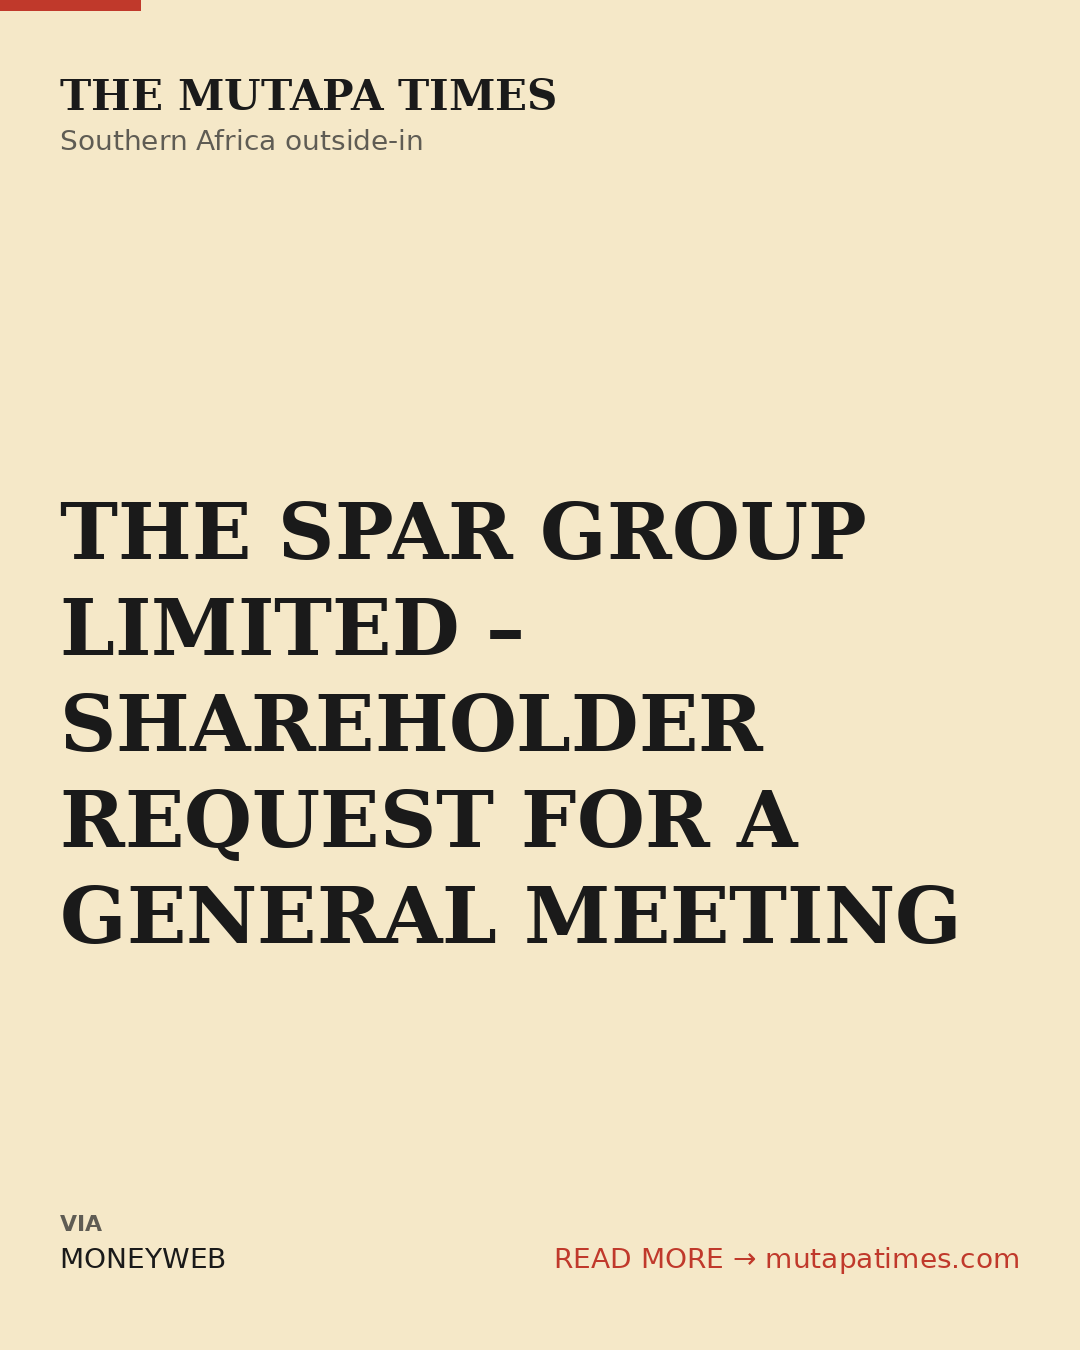 THE MUTAPA TIMES
Southern Africa outside-in
THE SPAR GROUP
LIMITED –
SHAREHOLDER
REQUEST FOR A
GENERAL MEETING
VIA
MONEYWEB
READ MORE → mutapatimes.com